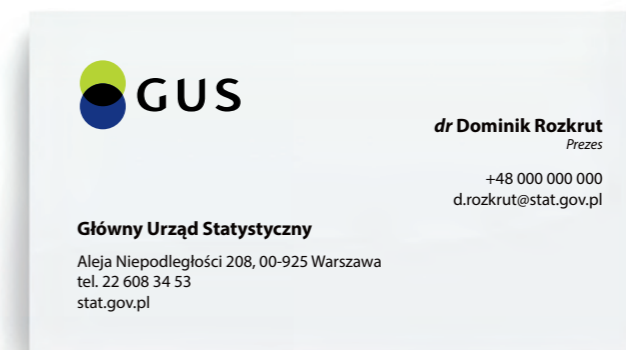 GUS
dr Dominik Rozkrut
Prezes
+48 000 000 000
d.rozkrut@stat.gov.pl
Główny Urząd Statystyczny
Aleja Niepodległości 208, 00-925 Warszawa
tel. 22 608 34 53
stat.gov.pl